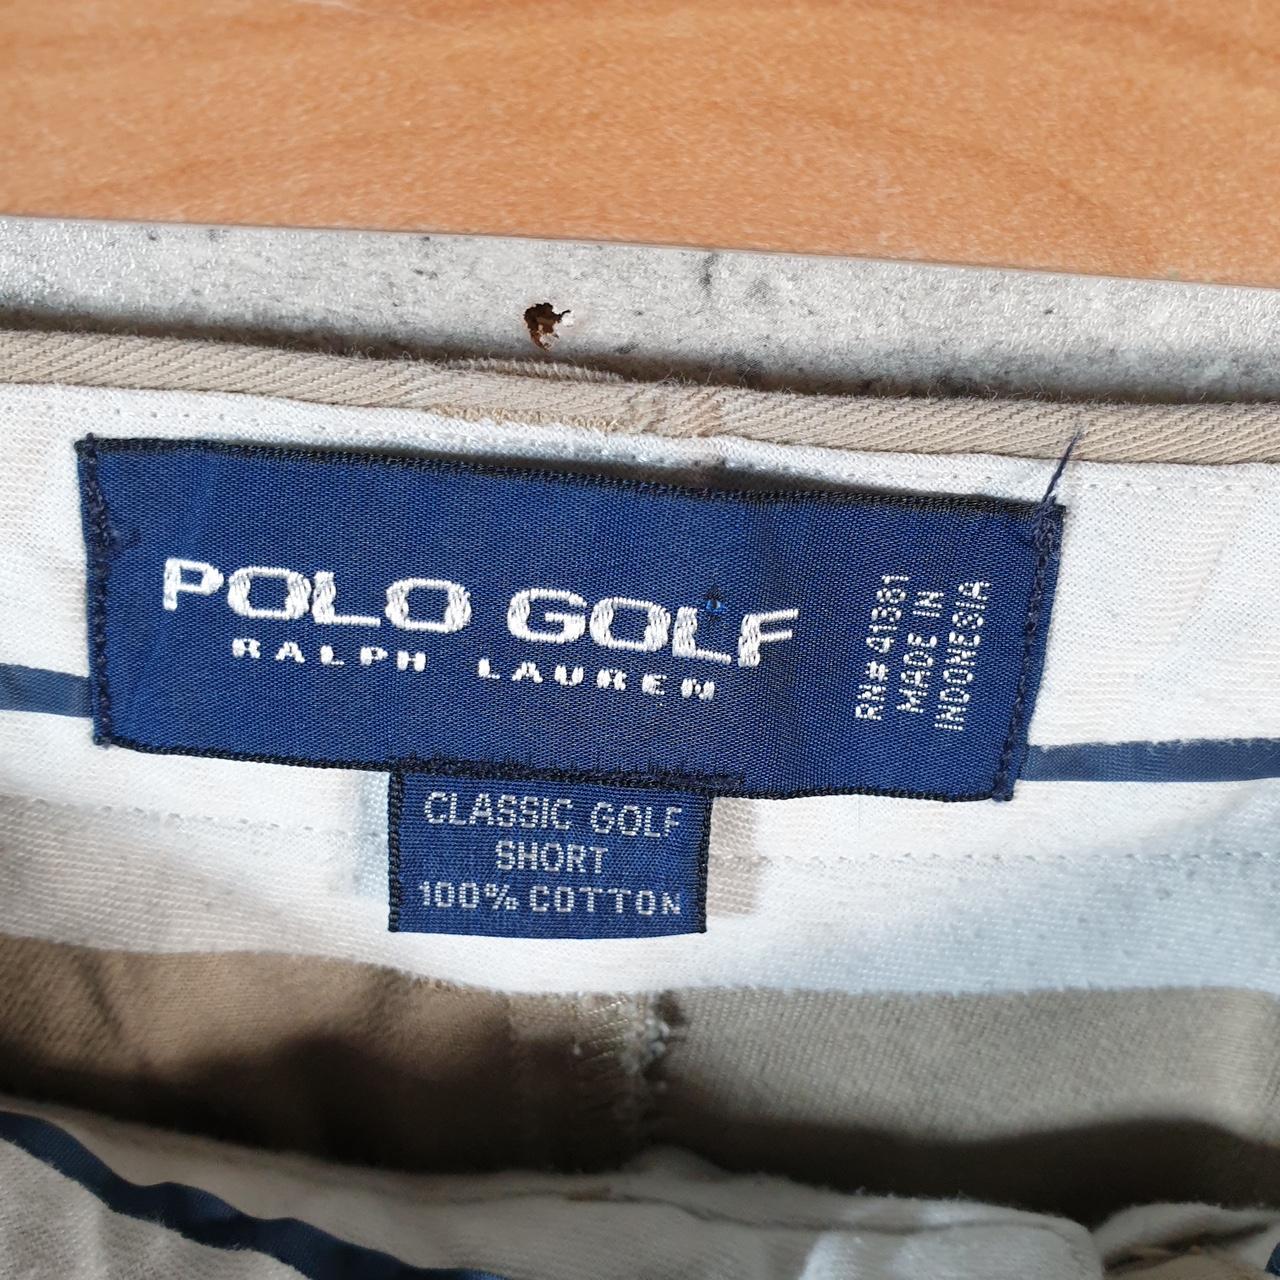 POLO GOLF
RALPH LAUREN
RN# 41381
MADE IN
INDONESIA
CLASSIC GOLF
SHORT
100% COTTON